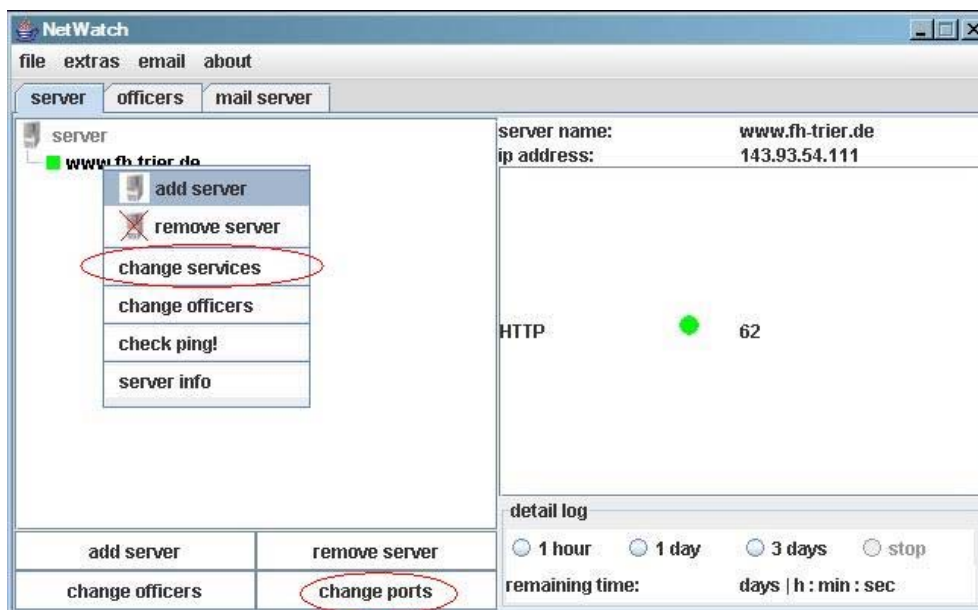 NetWatch
file extras email about
server officers mail server
server
www.fh-trier.de
add server
remove server
change services
change officers
check ping!
server info
add server remove server
change officers change ports
server name: www.fh-trier.de
ip address: 143.93.54.111
HTTP 62
detail log
1 hour 1 day 3 days stop
remaining time: days | h : min : sec